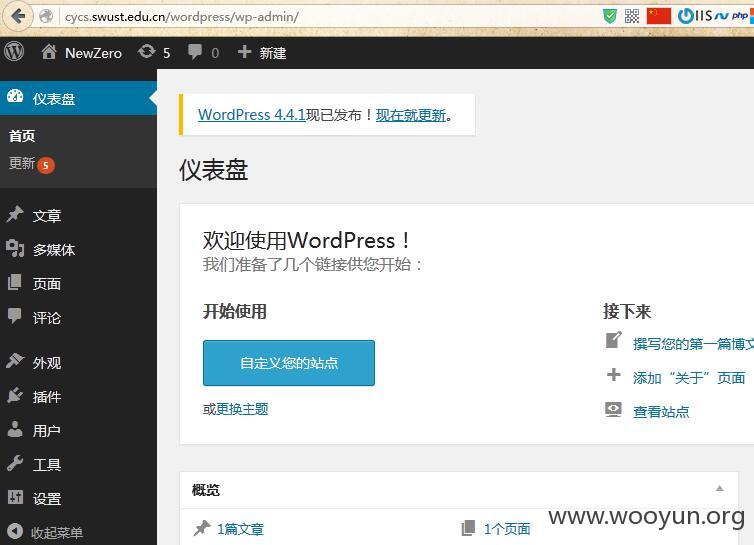 cycs.swust.edu.cn/wordpress/wp-admin/
IIS php
NewZero 5 0 新建
仪表盘
首页
更新 5
文章
多媒体
页面
评论
外观
插件
用户
工具
设置
收起菜单
WordPress 4.4.1现已发布！现在就更新。
仪表盘
欢迎使用WordPress！
我们准备了几个链接供您开始：
开始使用
自定义您的站点
或更换主题
接下来
撰写您的第一篇博文
添加“关于”页面
查看站点
概览
1篇文章
1个页面
www.wooyun.org